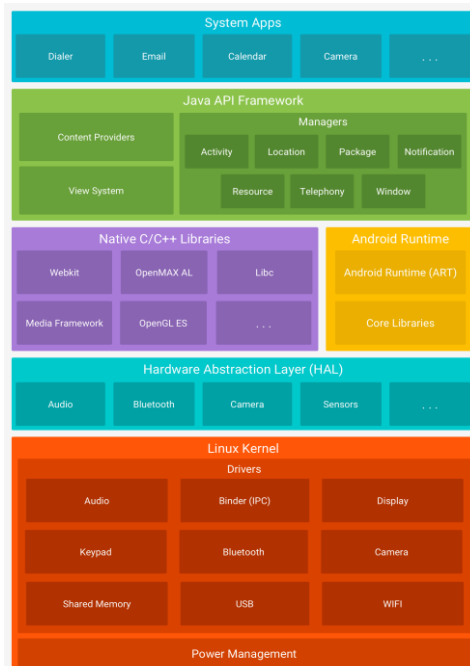 System Apps
Dialer Email Calendar Camera ...
Java API Framework
Managers
Content Providers
Activity Location Package Notification
View System
Resource Telephony Window
Native C/C++ Libraries
Webkit OpenMAX AL Libc
Media Framework OpenGL ES ...
Android Runtime
Android Runtime (ART)
Core Libraries
Hardware Abstraction Layer (HAL)
Audio Bluetooth Camera Sensors ...
Linux Kernel
Drivers
Audio Binder (IPC) Display
Keypad Bluetooth Camera
Shared Memory USB WIFI
Power Management